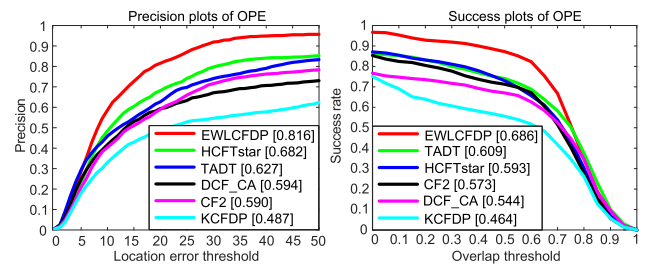 Precision plots of OPE
1
0.9
0.8
0.7
0.6
0.5
0.4
0.3
0.2
0.1
0
Precision
EWLCFDP [0.816]
HCFTstar [0.682]
TADT [0.627]
DCF_CA [0.594]
CF2 [0.590]
KCFDP [0.487]
0 5 10 15 20 25 30 35 40 45 50
Location error threshold
Success plots of OPE
1
0.9
0.8
0.7
0.6
0.5
0.4
0.3
0.2
0.1
0
Success rate
EWLCFDP [0.686]
TADT [0.609]
HCFTstar [0.593]
CF2 [0.573]
DCF_CA [0.544]
KCFDP [0.464]
0 0.1 0.2 0.3 0.4 0.5 0.6 0.7 0.8 0.9 1
Overlap threshold